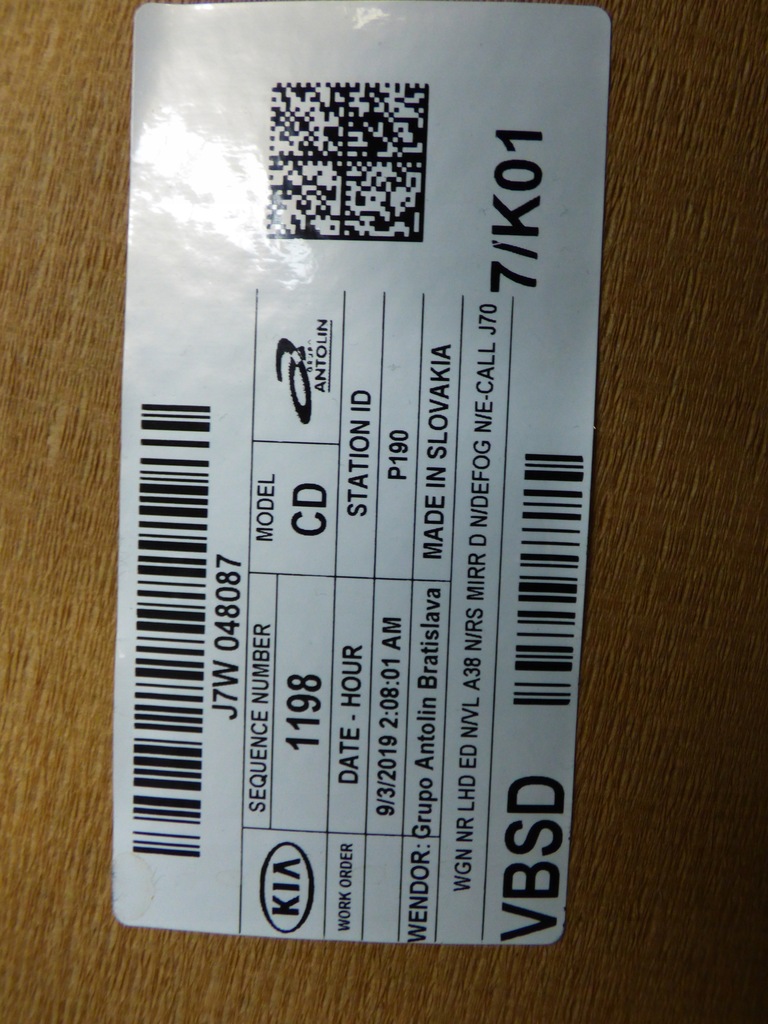 J7W 048087
SEQUENCE NUMBER
MODEL
KIA
1198
CD
GRUPO
ANTOLIN
WORK ORDER
DATE - HOUR
STATION ID
9/3/2019 2:08:01 AM
P190
WENDOR: Grupo Antolin Bratislava
MADE IN SLOVAKIA
WGN NR LHD ED N/VL A38 N/RS MIRR D N/DEFOG N/E-CALL J70
VBSD
7/K01